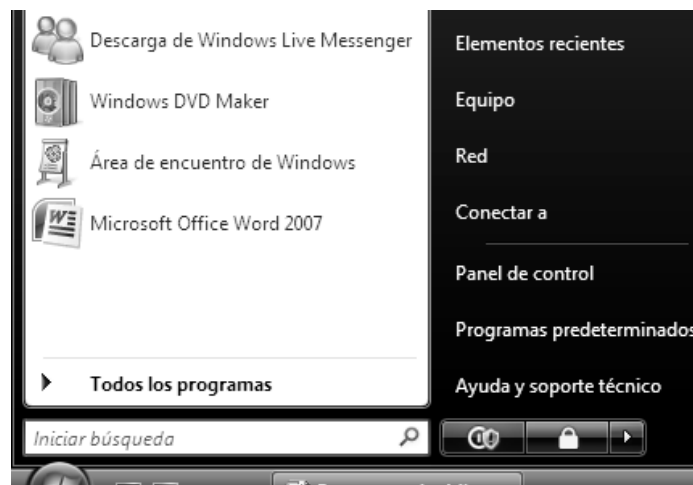 Descarga de Windows Live Messenger
Windows DVD Maker
Área de encuentro de Windows
Microsoft Office Word 2007
Todos los programas
Iniciar búsqueda
Elementos recientes
Equipo
Red
Conectar a
Panel de control
Programas predeterminados
Ayuda y soporte técnico